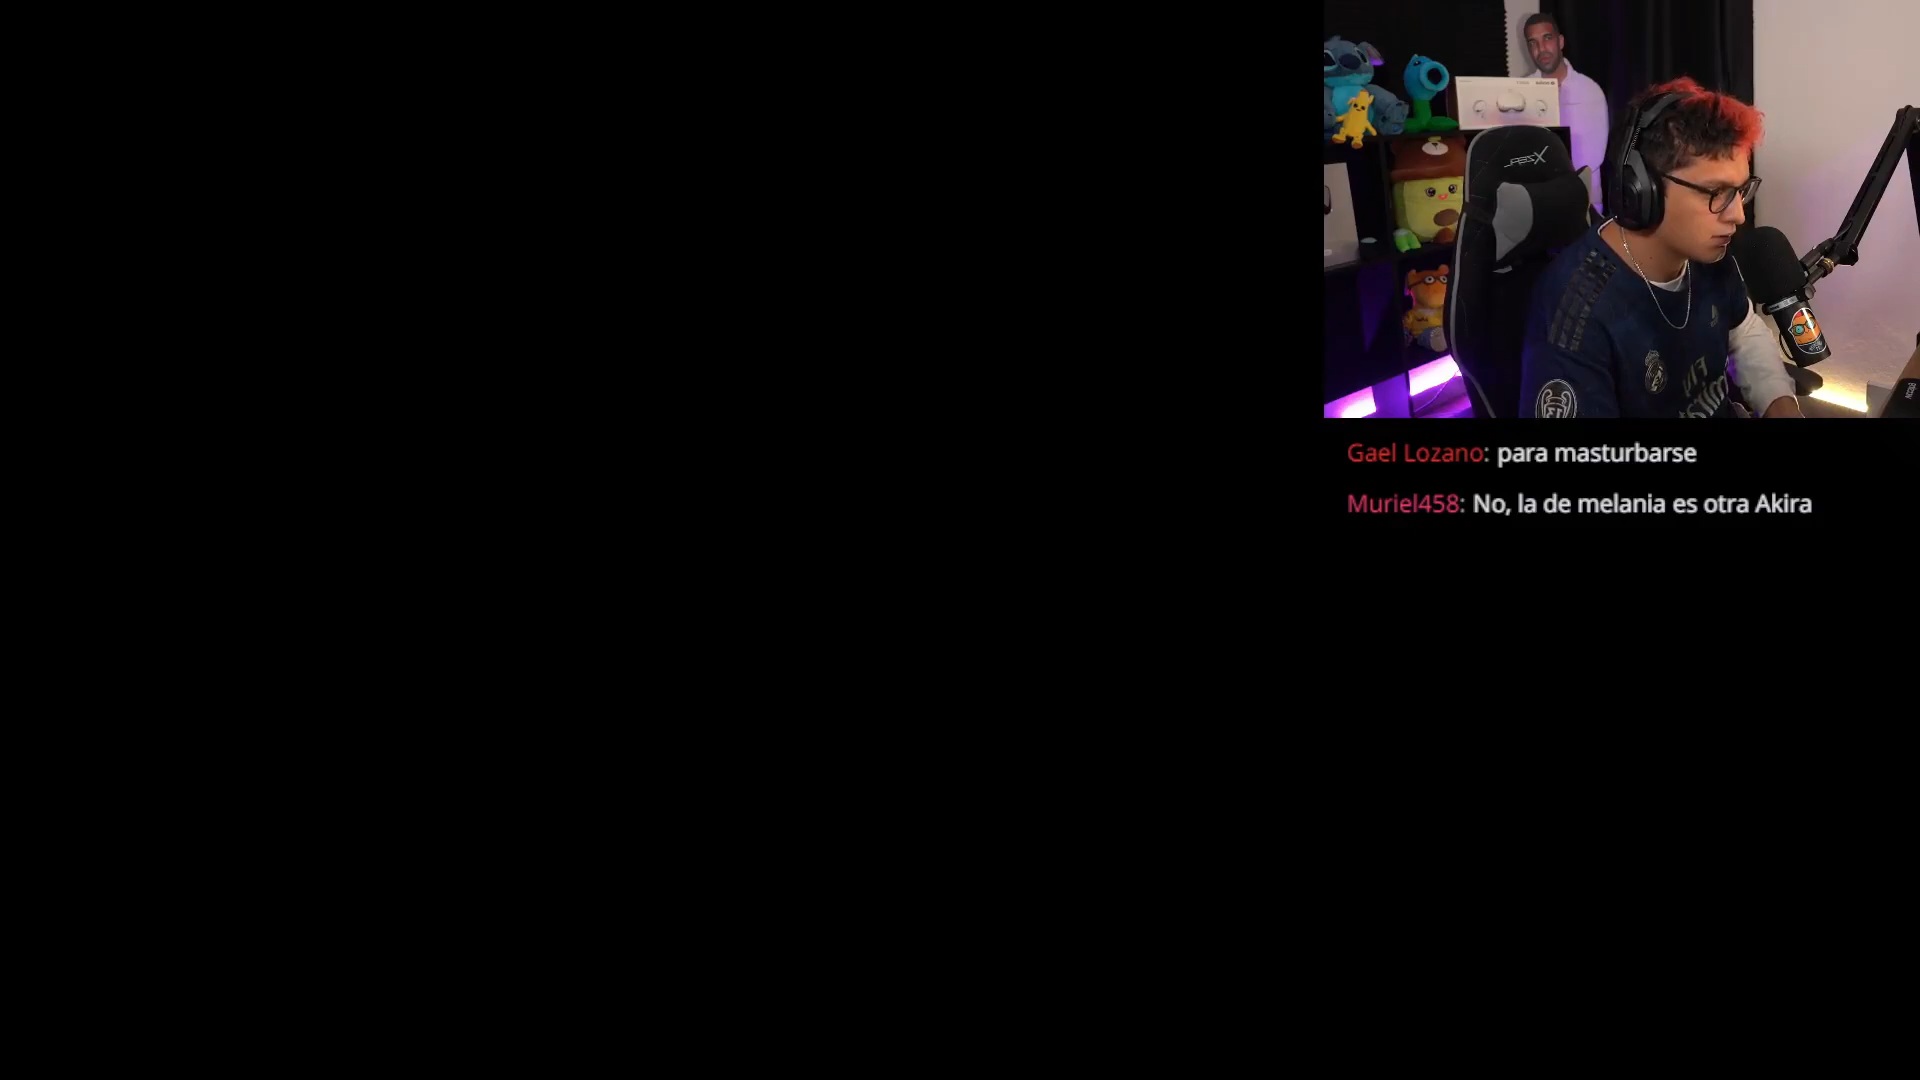 Gael Lozano: para masturbarse
Muriel458: No, la de melania es otra Akira